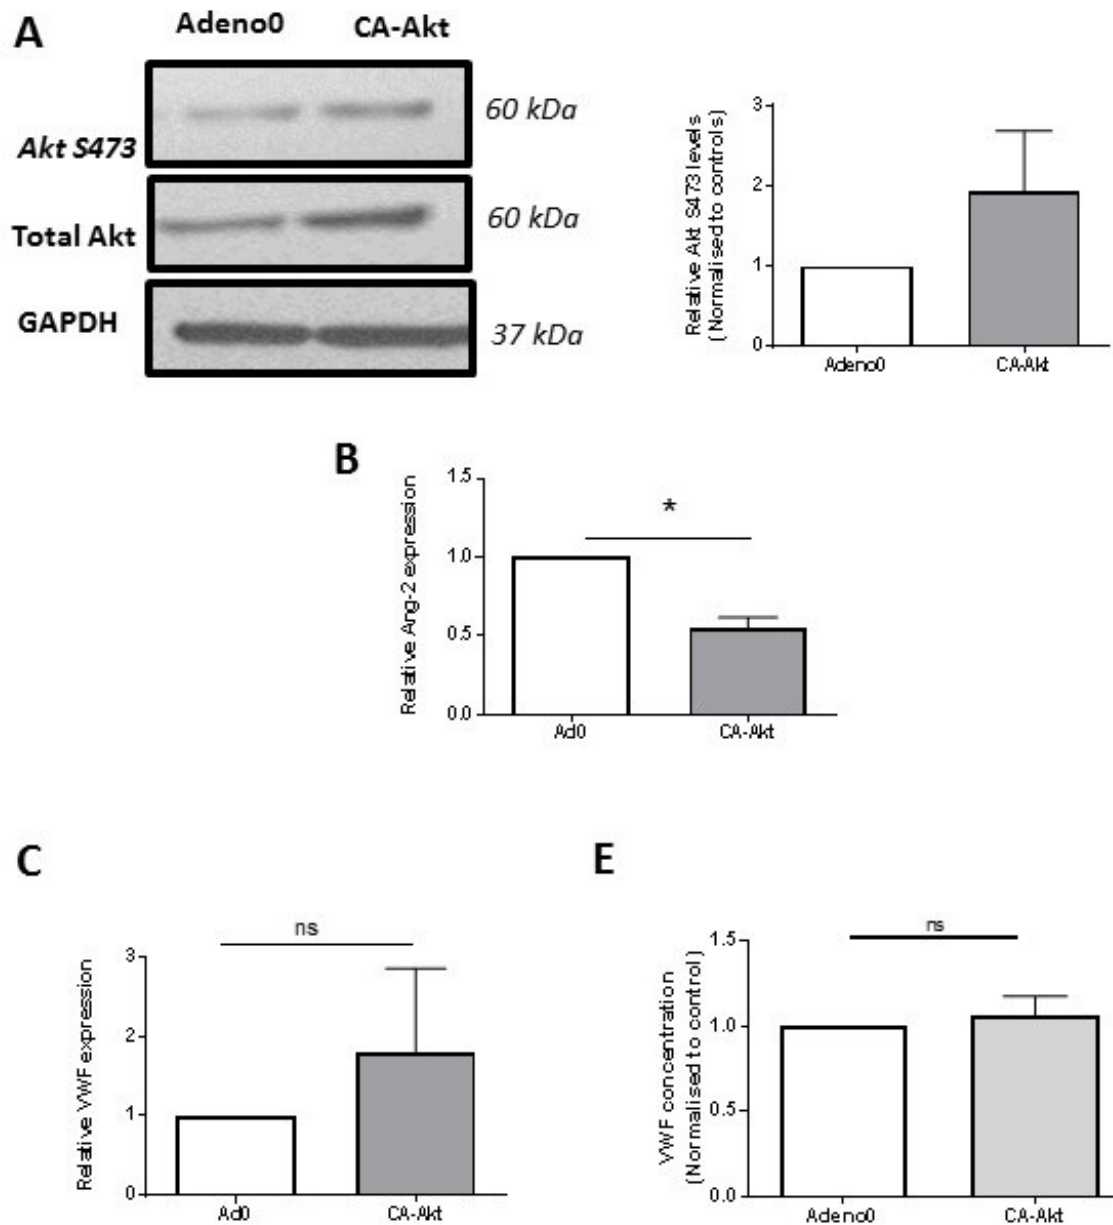 A
Adeno0 CA-Akt
Akt S473
60 kDa
Total Akt
60 kDa
GAPDH
37 kDa
Relative Akt S473 levels
(Normalised to controls)
3
2
1
0
Adeno0 CA-Akt
B
Relative Ang-2 expression
1.5
1.0
0.5
0.0
*
Ad0 CA-Akt
C
Relative VWF expression
3
2
1
0
ns
Ad0 CA-Akt
E
VWF concentration
(Normalised to control)
1.5
1.0
0.5
0.0
ns
Adeno0 CA-Akt